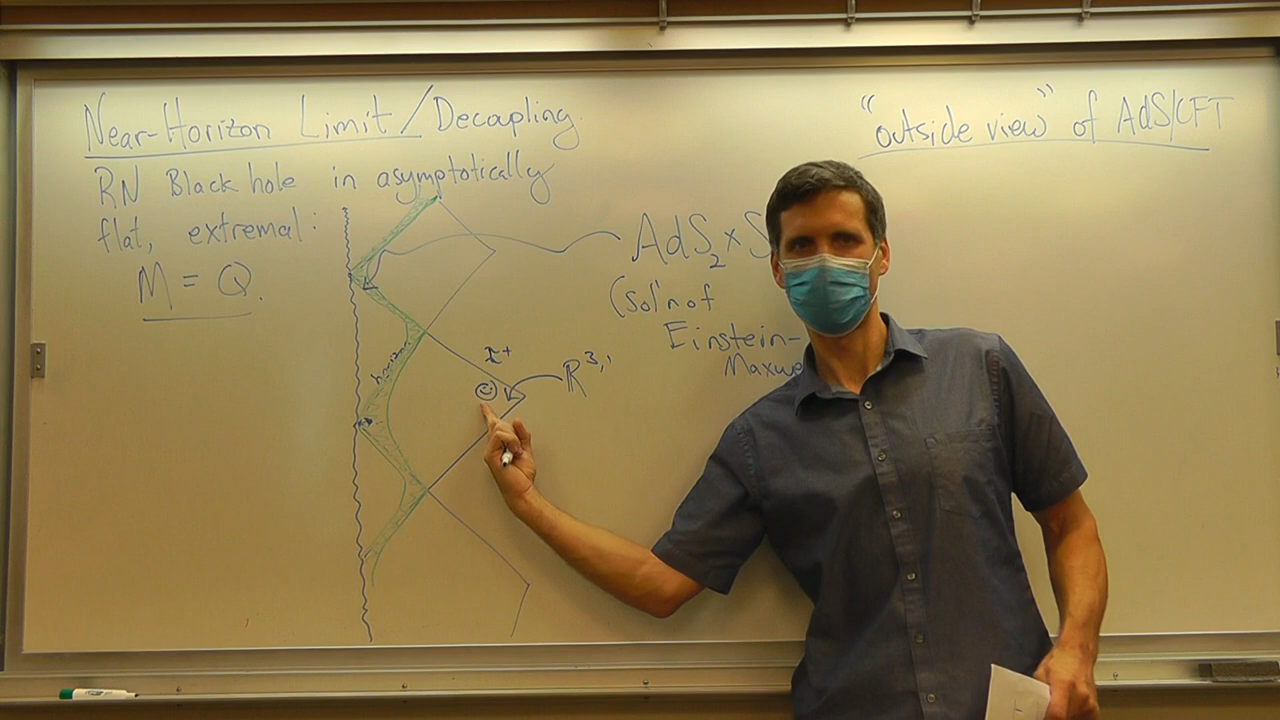 Near-Horizon Limit/Decoupling
RN Black hole in asymptotically
flat, extremal:
M = Q.
"outside view" of AdS/CFT
AdS₂ × S
(sol'n of
Einstein-
Maxwe
horizon
I⁺
ℝ³,¹